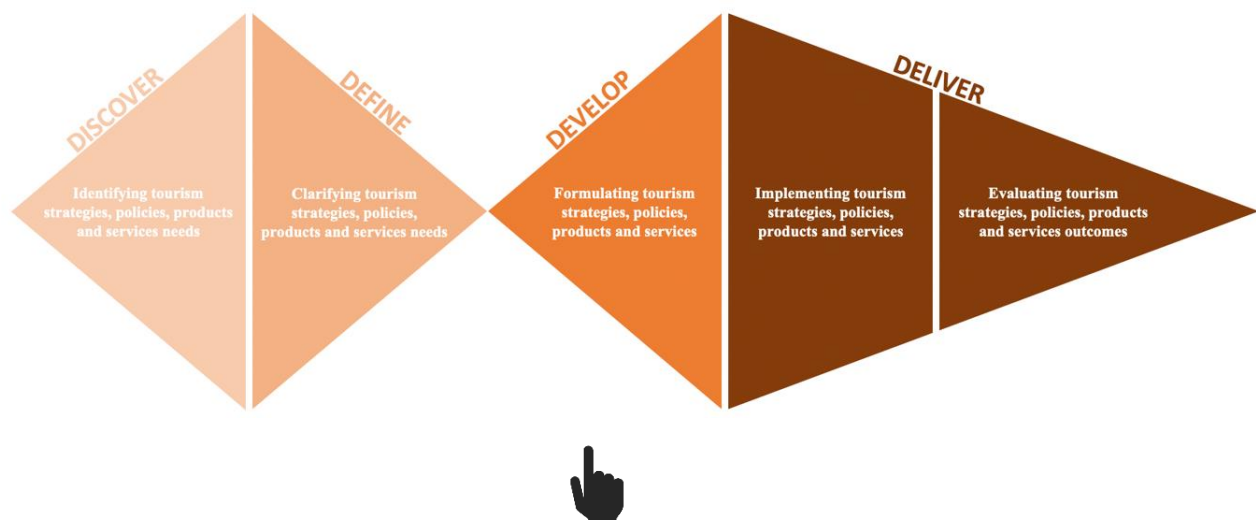 DISCOVER
Identifying tourism
strategies, policies, products
and services needs
DEFINE
Clarifying tourism
strategies, policies,
products and services needs
DEVELOP
Formulating tourism
strategies, policies,
products and services
DELIVER
Implementing tourism
strategies, policies,
products and services
Evaluating tourism
strategies, policies, products
and services outcomes